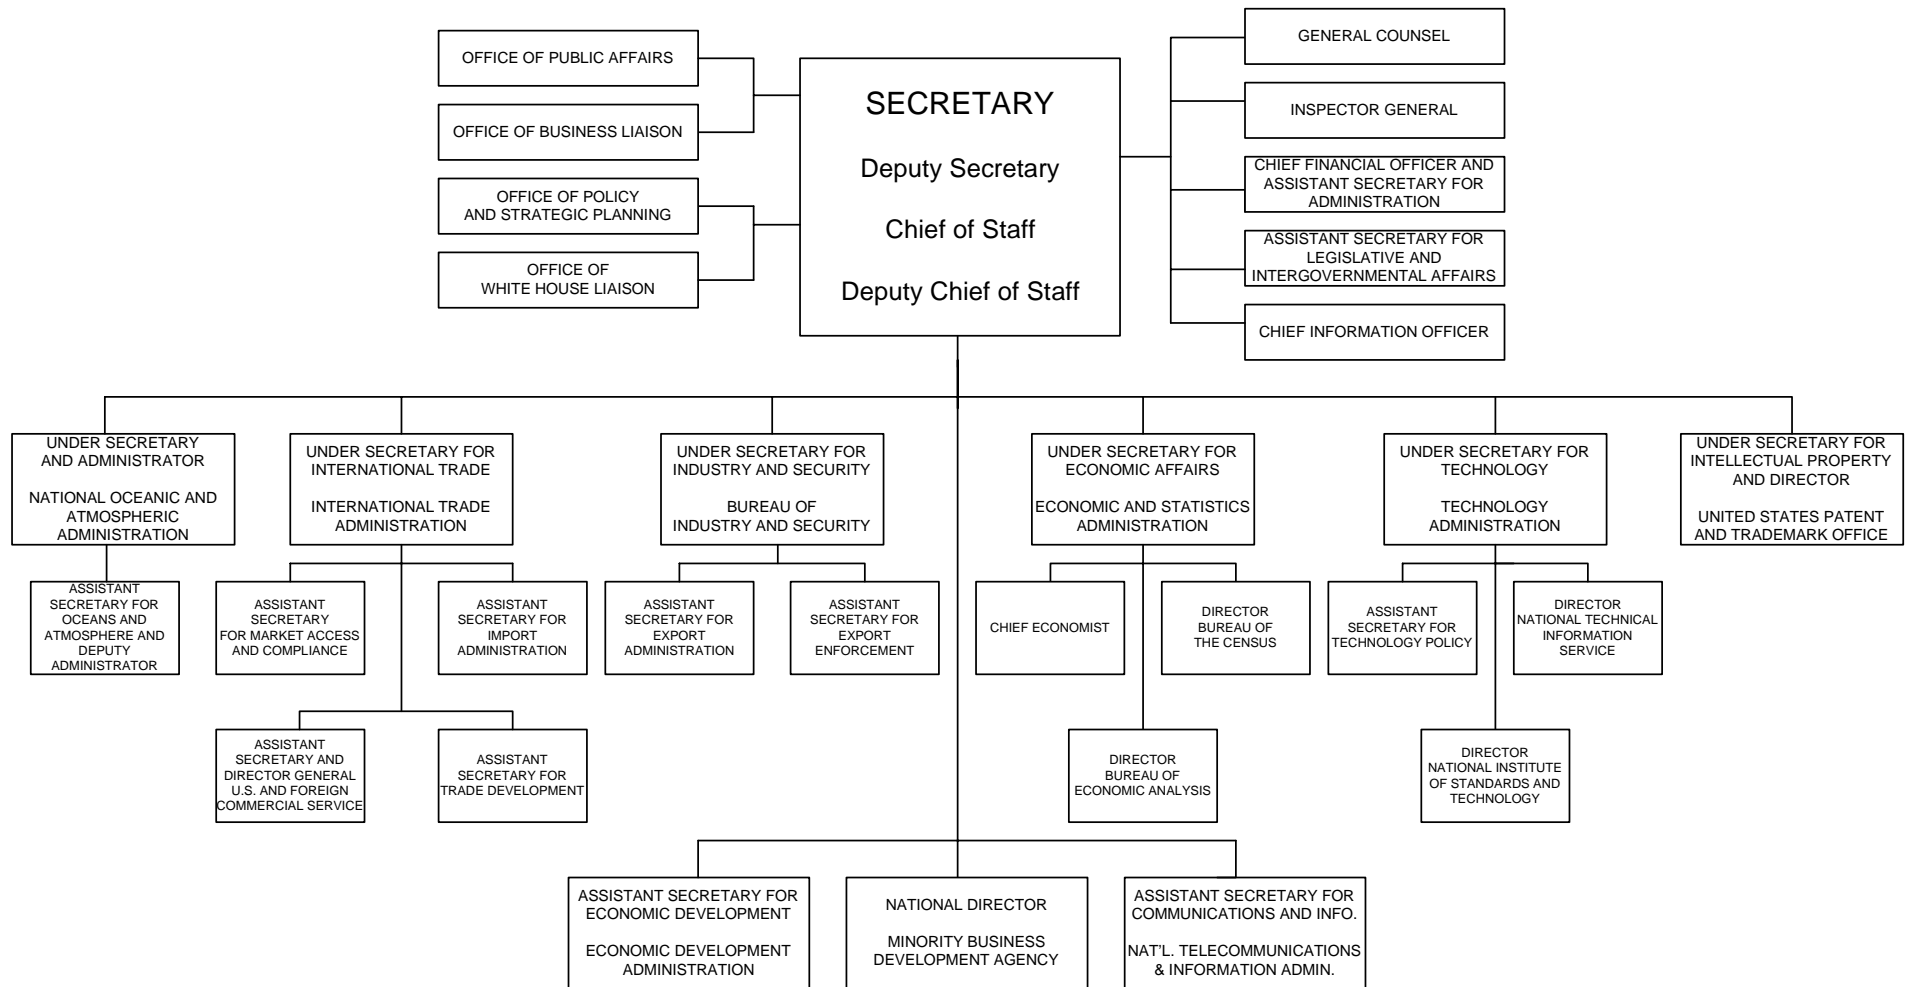 OFFICE OF PUBLIC AFFAIRS
OFFICE OF BUSINESS LIAISON
OFFICE OF POLICY
AND STRATEGIC PLANNING
OFFICE OF
WHITE HOUSE LIAISON
SECRETARY
Deputy Secretary
Chief of Staff
Deputy Chief of Staff
GENERAL COUNSEL
INSPECTOR GENERAL
CHIEF FINANCIAL OFFICER AND
ASSISTANT SECRETARY FOR
ADMINISTRATION
ASSISTANT SECRETARY FOR
LEGISLATIVE AND
INTERGOVERNMENTAL AFFAIRS
CHIEF INFORMATION OFFICER
UNDER SECRETARY
AND ADMINISTRATOR
NATIONAL OCEANIC AND
ATMOSPHERIC
ADMINISTRATION
UNDER SECRETARY FOR
INTERNATIONAL TRADE
INTERNATIONAL TRADE
ADMINISTRATION
UNDER SECRETARY FOR
INDUSTRY AND SECURITY
BUREAU OF
INDUSTRY AND SECURITY
UNDER SECRETARY FOR
ECONOMIC AFFAIRS
ECONOMIC AND STATISTICS
ADMINISTRATION
UNDER SECRETARY FOR
TECHNOLOGY
TECHNOLOGY
ADMINISTRATION
UNDER SECRETARY FOR
INTELLECTUAL PROPERTY
AND DIRECTOR
UNITED STATES PATENT
AND TRADEMARK OFFICE
ASSISTANT
SECRETARY FOR
OCEANS AND
ATMOSPHERE AND
DEPUTY
ADMINISTRATOR
ASSISTANT
SECRETARY
FOR MARKET ACCESS
AND COMPLIANCE
ASSISTANT
SECRETARY FOR
IMPORT
ADMINISTRATION
ASSISTANT
SECRETARY FOR
EXPORT
ADMINISTRATION
ASSISTANT
SECRETARY FOR
EXPORT
ENFORCEMENT
CHIEF ECONOMIST
DIRECTOR
BUREAU OF
THE CENSUS
ASSISTANT
SECRETARY FOR
TECHNOLOGY POLICY
DIRECTOR
NATIONAL TECHNICAL
INFORMATION
SERVICE
ASSISTANT
SECRETARY AND
DIRECTOR GENERAL
U.S. AND FOREIGN
COMMERCIAL SERVICE
ASSISTANT
SECRETARY FOR
TRADE DEVELOPMENT
DIRECTOR
BUREAU OF
ECONOMIC ANALYSIS
DIRECTOR
NATIONAL INSTITUTE
OF STANDARDS AND
TECHNOLOGY
ASSISTANT SECRETARY FOR
ECONOMIC DEVELOPMENT
ECONOMIC DEVELOPMENT
ADMINISTRATION
NATIONAL DIRECTOR
MINORITY BUSINESS
DEVELOPMENT AGENCY
ASSISTANT SECRETARY FOR
COMMUNICATIONS AND INFO.
NAT'L. TELECOMMUNICATIONS
& INFORMATION ADMIN.